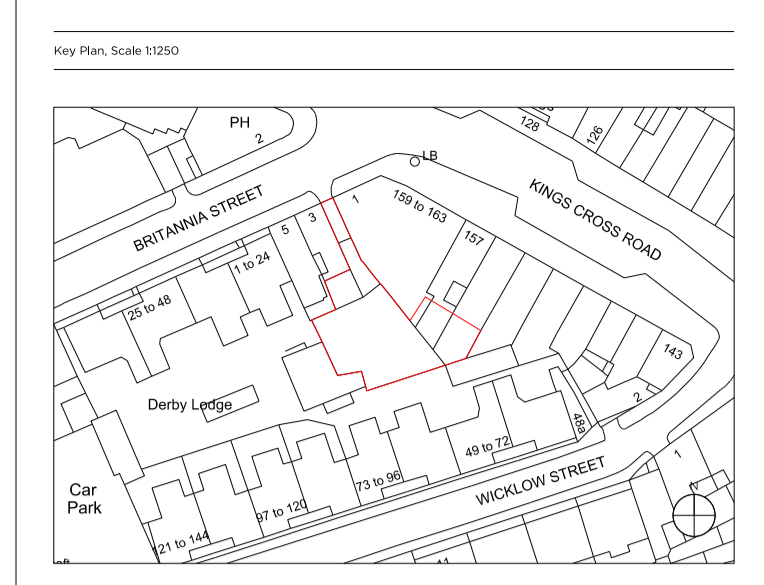 Key Plan, Scale 1:1250
PH
2
128
126
LB
BRITANNIA STREET
KINGS CROSS ROAD
1
3
5
159 to 163
157
1 to 24
25 to 48
143
2
Derby Lodge
48a
49 to 72
73 to 96
97 to 120
121 to 144
Car
Park
WICKLOW STREET
1
N
11